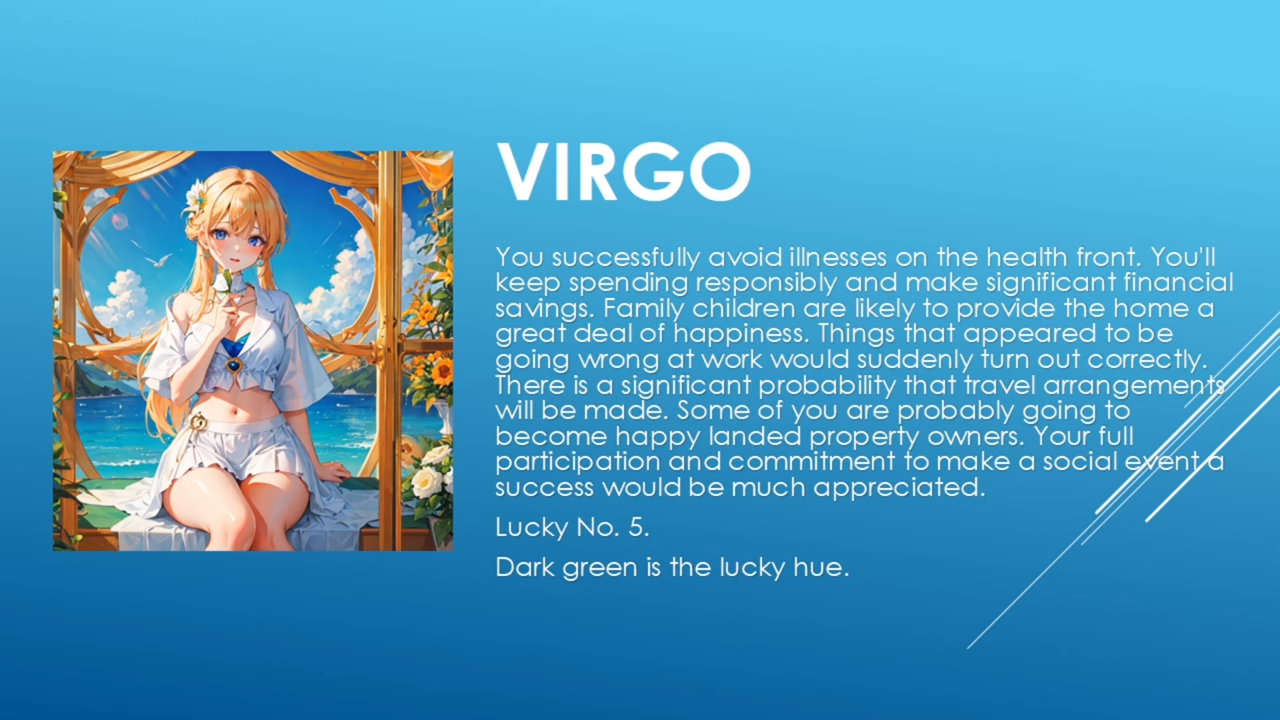 VIRGO
You successfully avoid illnesses on the health front. You'll
keep spending responsibly and make significant financial
savings. Family children are likely to provide the home a
great deal of happiness. Things that appeared to be
going wrong at work would suddenly turn out correctly.
There is a significant probability that travel arrangements
will be made. Some of you are probably going to
become happy landed property owners. Your full
participation and commitment to make a social event a
success would be much appreciated.
Lucky No. 5.
Dark green is the lucky hue.